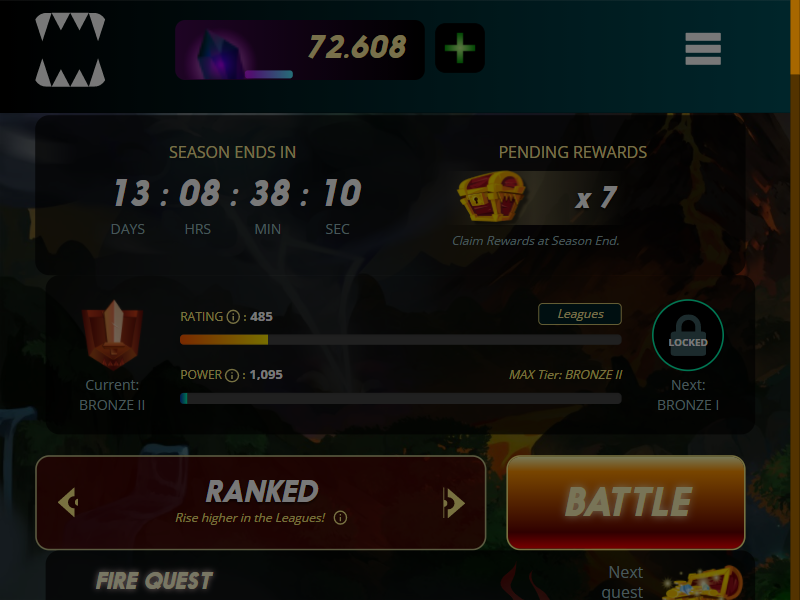 72.608
SEASON ENDS IN
13 : 08 : 38 : 10
DAYS HRS MIN SEC
PENDING REWARDS
x 7
Claim Rewards at Season End.
Current:
BRONZE II
RATING i : 485
Leagues
POWER i : 1,095
MAX Tier: BRONZE II
LOCKED
Next:
BRONZE I
RANKED
Rise higher in the Leagues! i
BATTLE
FIRE QUEST
Next
quest